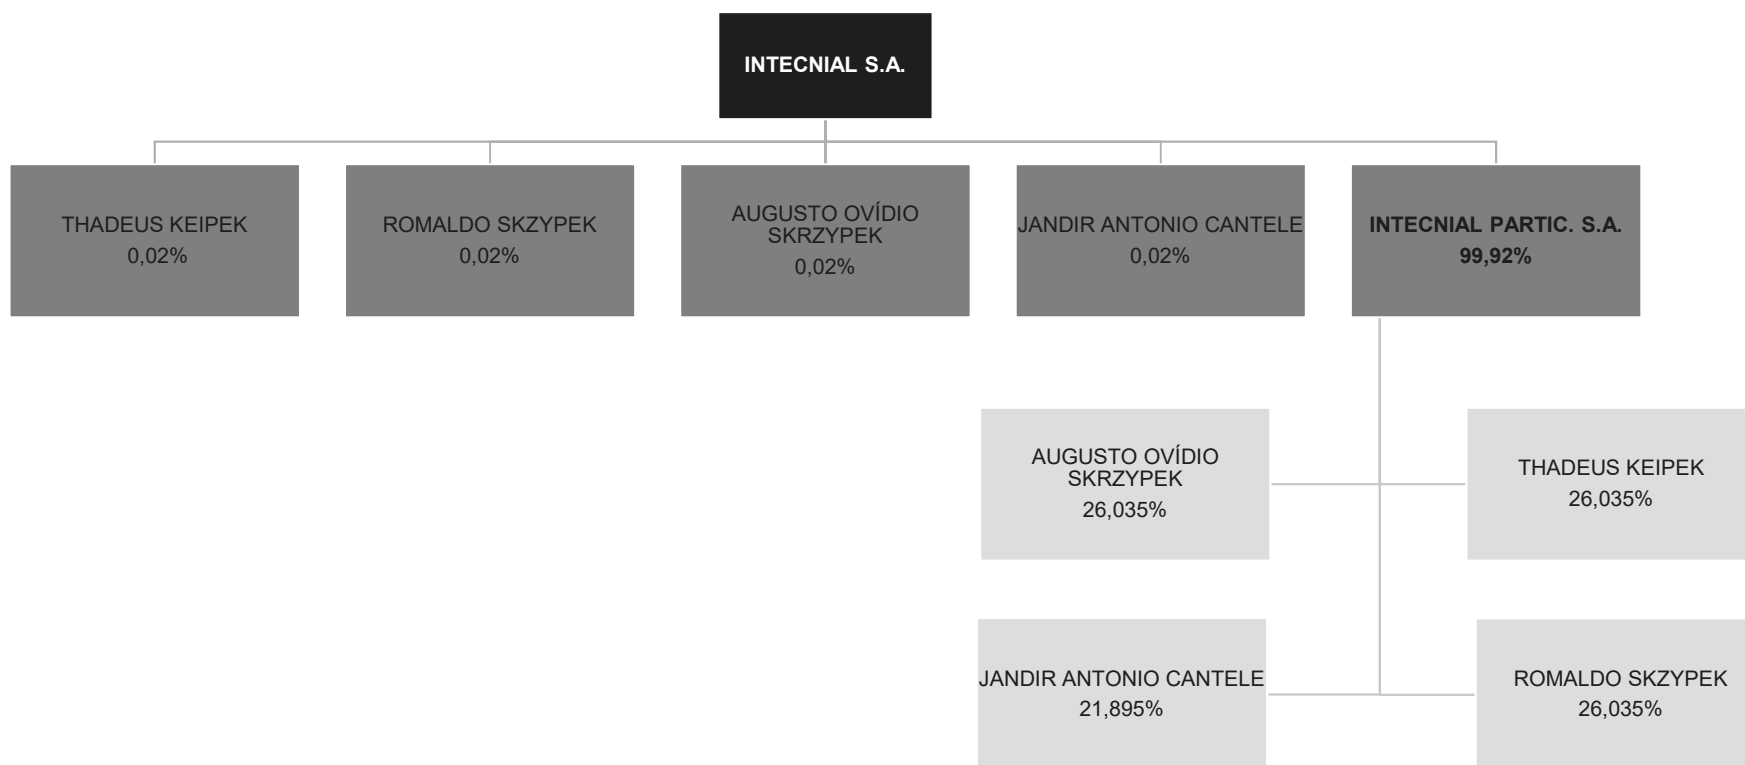 INTECNIAL S.A.
THADEUS KEIPEK
0,02%
ROMALDO SKZYPEK
0,02%
AUGUSTO OVÍDIO
SKRZYPEK
0,02%
JANDIR ANTONIO CANTELE
0,02%
INTECNIAL PARTIC. S.A.
99,92%
AUGUSTO OVÍDIO
SKRZYPEK
26,035%
THADEUS KEIPEK
26,035%
JANDIR ANTONIO CANTELE
21,895%
ROMALDO SKZYPEK
26,035%